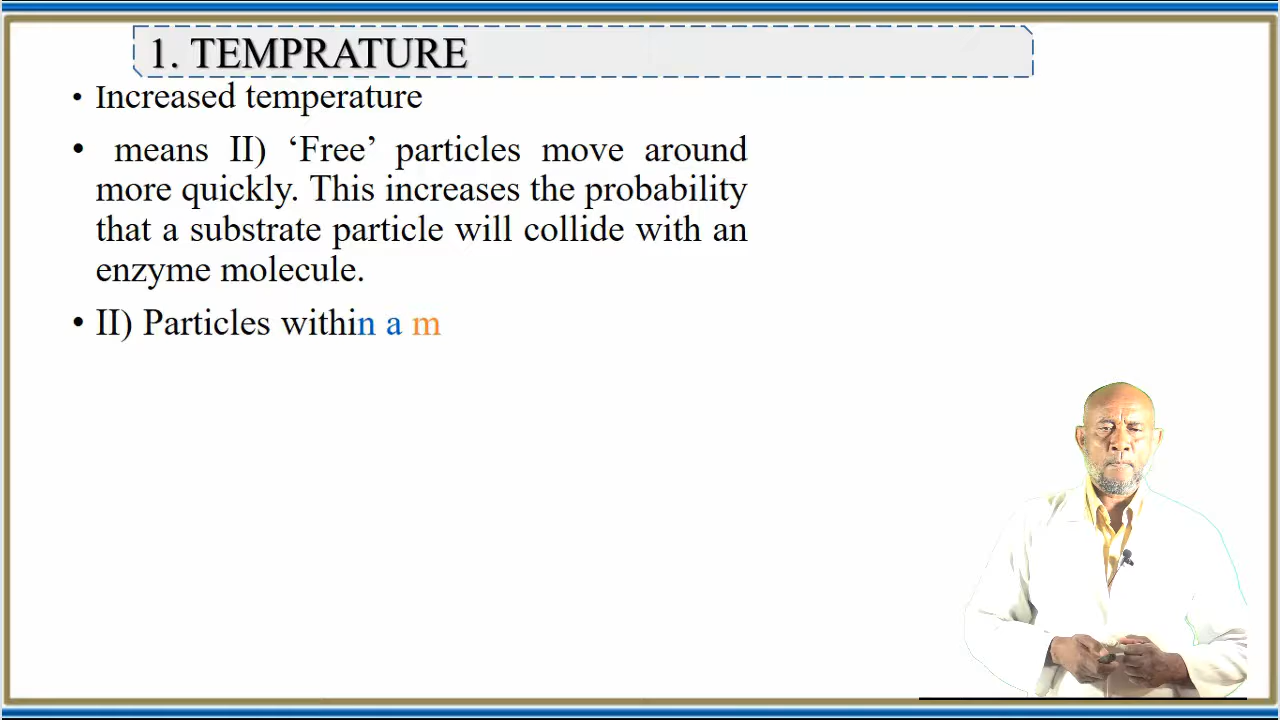 1. TEMPRATURE
• Increased temperature
• means II) ‘Free’ particles move around
more quickly. This increases the probability
that a substrate particle will collide with an
enzyme molecule.
• II) Particles within a m